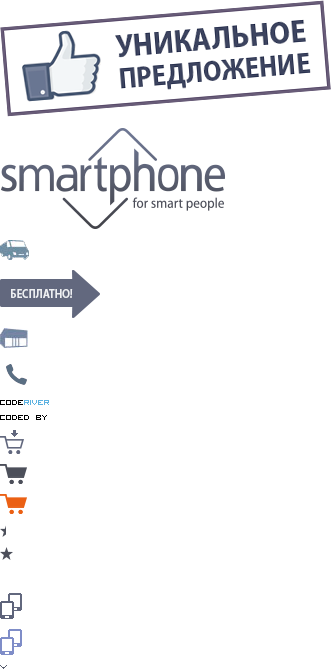 УНИКАЛЬНОЕ
ПРЕДЛОЖЕНИЕ
smartphone
for smart people
БЕСПЛАТНО!
CODERIVER
CODED BY